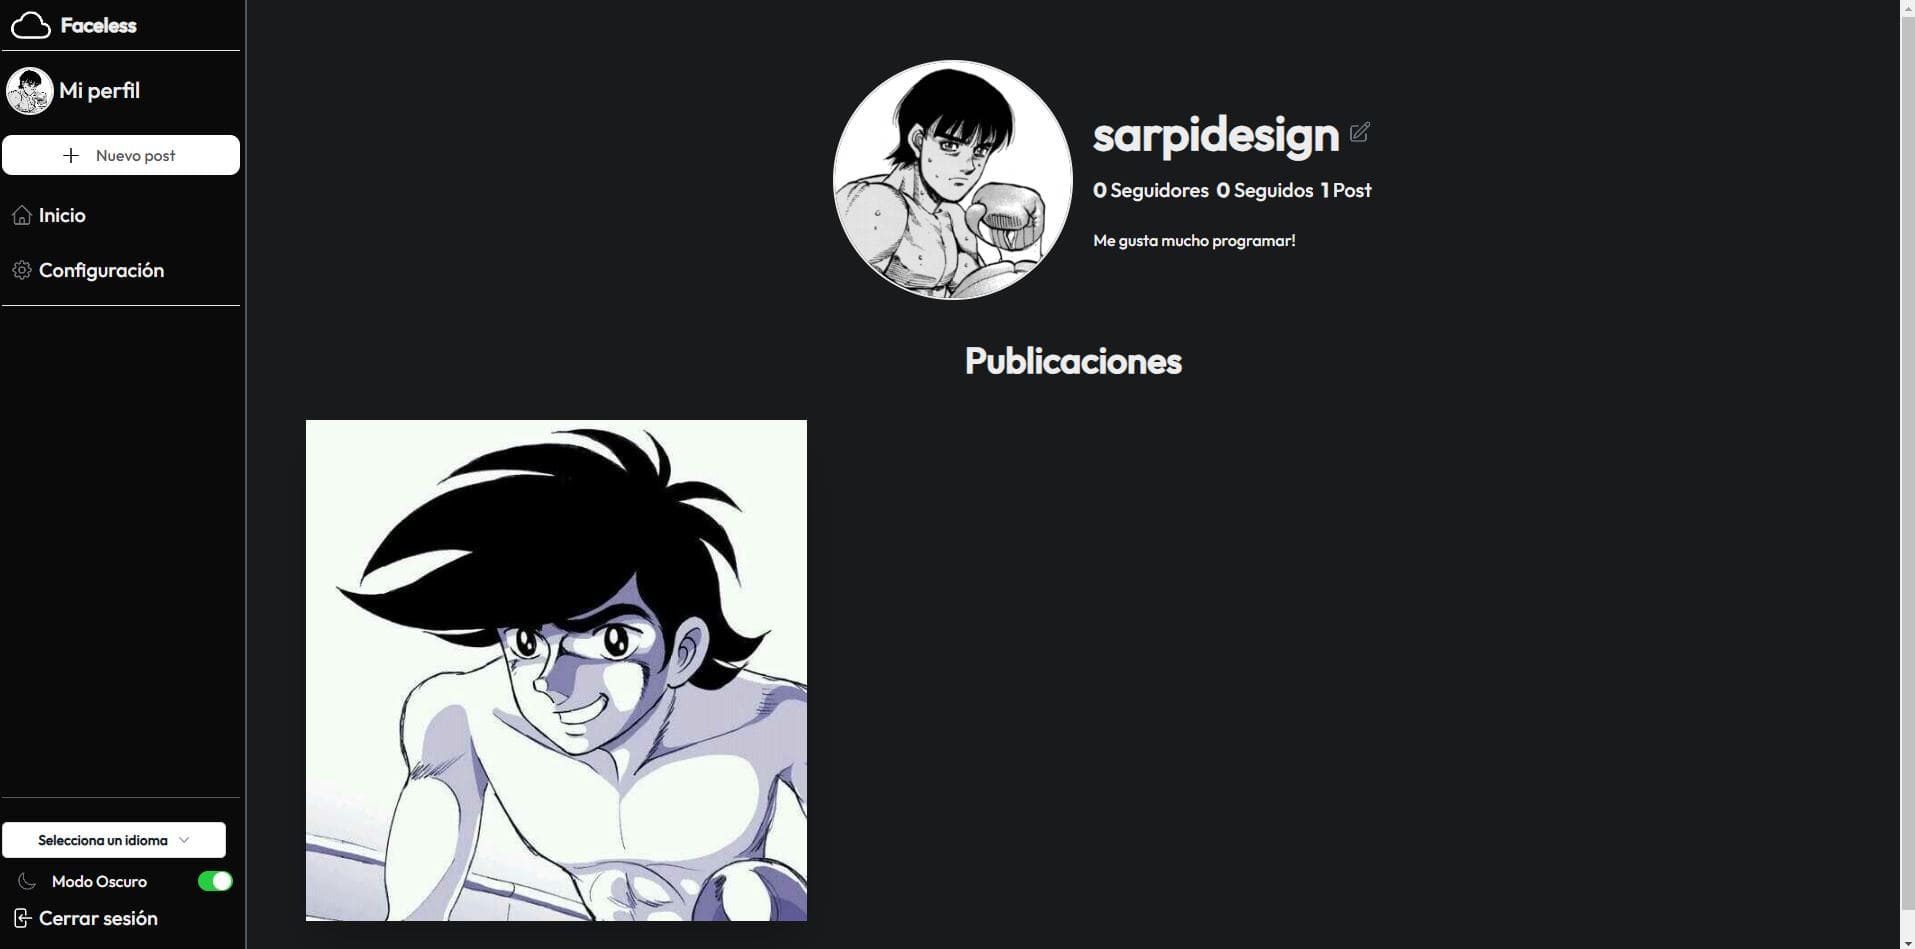 Faceless
Mi perfil
Nuevo post
Inicio
Configuración
Selecciona un idioma
Modo Oscuro
Cerrar sesión
sarpidesign
0 Seguidores 0 Seguidos 1 Post
Me gusta mucho programar!
Publicaciones